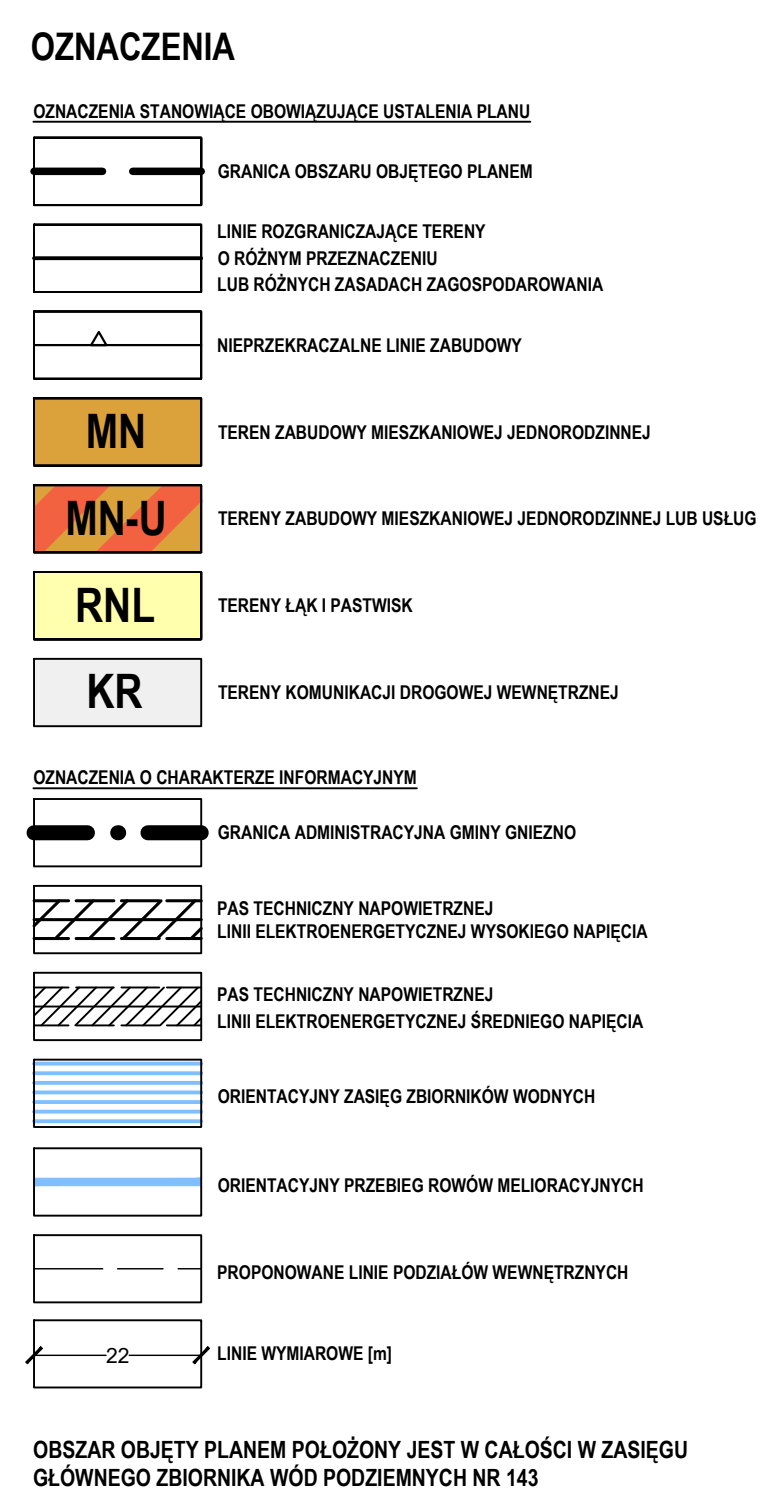 OZNACZENIA
OZNACZENIA STANOWIĄCE OBOWIĄZUJĄCE USTALENIA PLANU
GRANICA OBSZARU OBJĘTEGO PLANEM
LINIE ROZGRANICZAJĄCE TERENY
O RÓŻNYM PRZEZNACZENIU
LUB RÓŻNYCH ZASADACH ZAGOSPODAROWANIA
NIEPRZEKRACZALNE LINIE ZABUDOWY
MN TEREN ZABUDOWY MIESZKANIOWEJ JEDNORODZINNEJ
MN-U TERENY ZABUDOWY MIESZKANIOWEJ JEDNORODZINNEJ LUB USŁUG
RNL TERENY ŁĄK I PASTWISK
KR TERENY KOMUNIKACJI DROGOWEJ WEWNĘTRZNEJ
OZNACZENIA O CHARAKTERZE INFORMACYJNYM
GRANICA ADMINISTRACYJNA GMINY GNIEZNO
PAS TECHNICZNY NAPOWIETRZNEJ
LINII ELEKTROENERGETYCZNEJ WYSOKIEGO NAPIĘCIA
PAS TECHNICZNY NAPOWIETRZNEJ
LINII ELEKTROENERGETYCZNEJ ŚREDNIEGO NAPIĘCIA
ORIENTACYJNY ZASIĘG ZBIORNIKÓW WODNYCH
ORIENTACYJNY PRZEBIEG ROWÓW MELIORACYJNYCH
PROPONOWANE LINIE PODZIAŁÓW WEWNĘTRZNYCH
22 LINIE WYMIAROWE [m]
OBSZAR OBJĘTY PLANEM POŁOŻONY JEST W CAŁOŚCI W ZASIĘGU
GŁÓWNEGO ZBIORNIKA WÓD PODZIEMNYCH NR 143